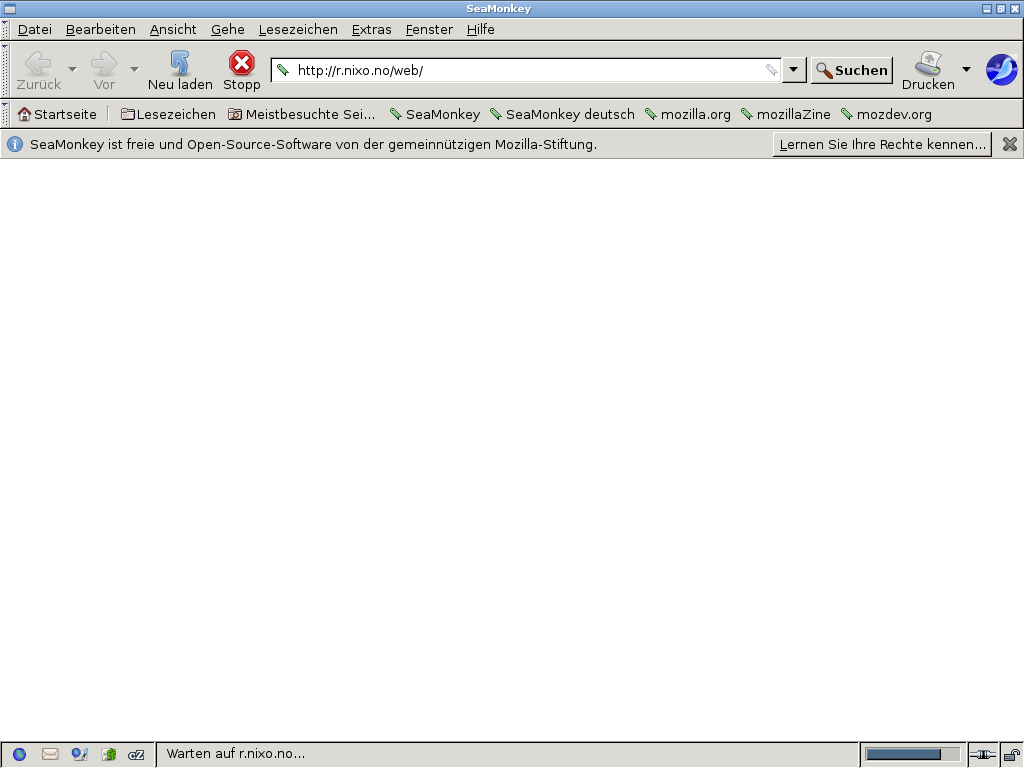 SeaMonkey
Datei Bearbeiten Ansicht Gehe Lesezeichen Extras Fenster Hilfe
Zurück Vor Neu laden Stopp http://r.nixo.no/web/ Suchen Drucken
Startseite Lesezeichen Meistbesuchte Sei... SeaMonkey SeaMonkey deutsch mozilla.org mozillaZine mozdev.org
SeaMonkey ist freie und Open-Source-Software von der gemeinnützigen Mozilla-Stiftung. Lernen Sie Ihre Rechte kennen...
cZ Warten auf r.nixo.no...